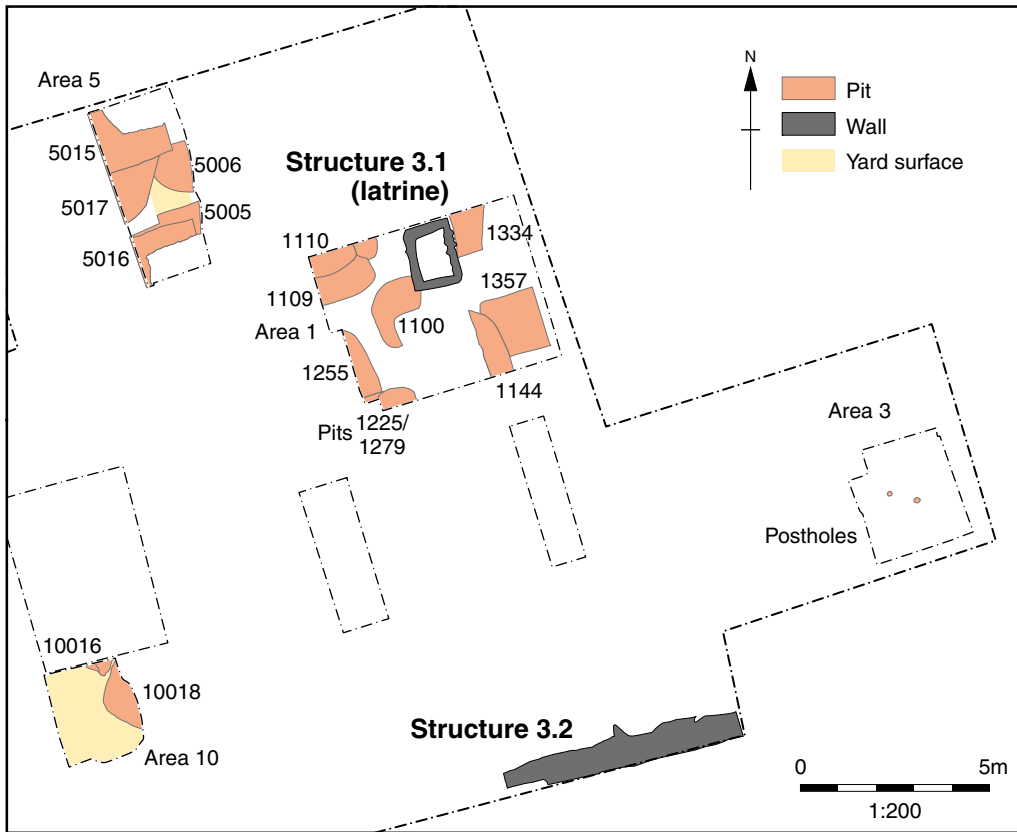 Area 5
N
Pit
Wall
Yard surface
5015
5006
5017
5005
5016
Structure 3.1
(latrine)
1110
1334
1109
1357
Area 1
1100
1255
1144
Pits 1225/
1279
Area 3
Postholes
10016
10018
Area 10
Structure 3.2
0 5m
1:200